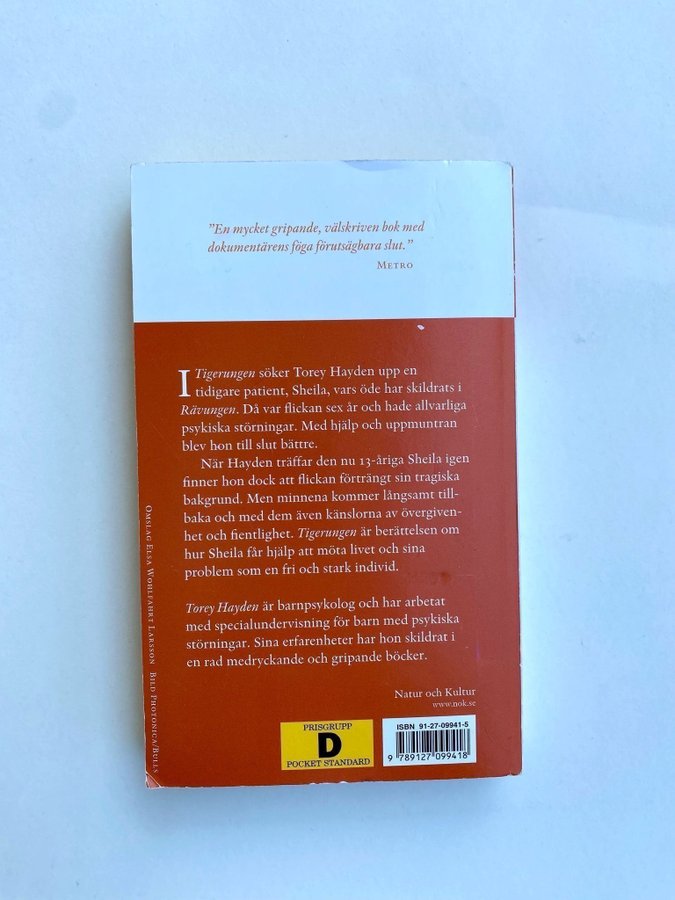 ”En mycket gripande, välskriven bok med
dokumentärens föga förutsägbara slut.”
METRO
I Tigerungen söker Torey Hayden upp en
tidigare patient, Sheila, vars öde har skildrats i
Rävungen. Då var flickan sex år och hade allvarliga
psykiska störningar. Med hjälp och uppmuntran
blev hon till slut bättre.
När Hayden träffar den nu 13-åriga Sheila igen
finner hon dock att flickan förträngt sin tragiska
bakgrund. Men minnena kommer långsamt till-
baka och med dem även känslorna av övergiven-
het och fientlighet. Tigerungen är berättelsen om
hur Sheila får hjälp att möta livet och sina
problem som en fri och stark individ.
Torey Hayden är barnpsykolog och har arbetat
med specialundervisning för barn med psykiska
störningar. Sina erfarenheter har hon skildrat i
en rad medryckande och gripande böcker.
Natur och Kultur
www.nok.se
OMSLAG ELSA WOHLFAHRT LARSSON BILD PHOTONICA/BULLS
PRISGRUPP
D
POCKET STANDARD
ISBN 91-27-09941-5
9 789127 099418